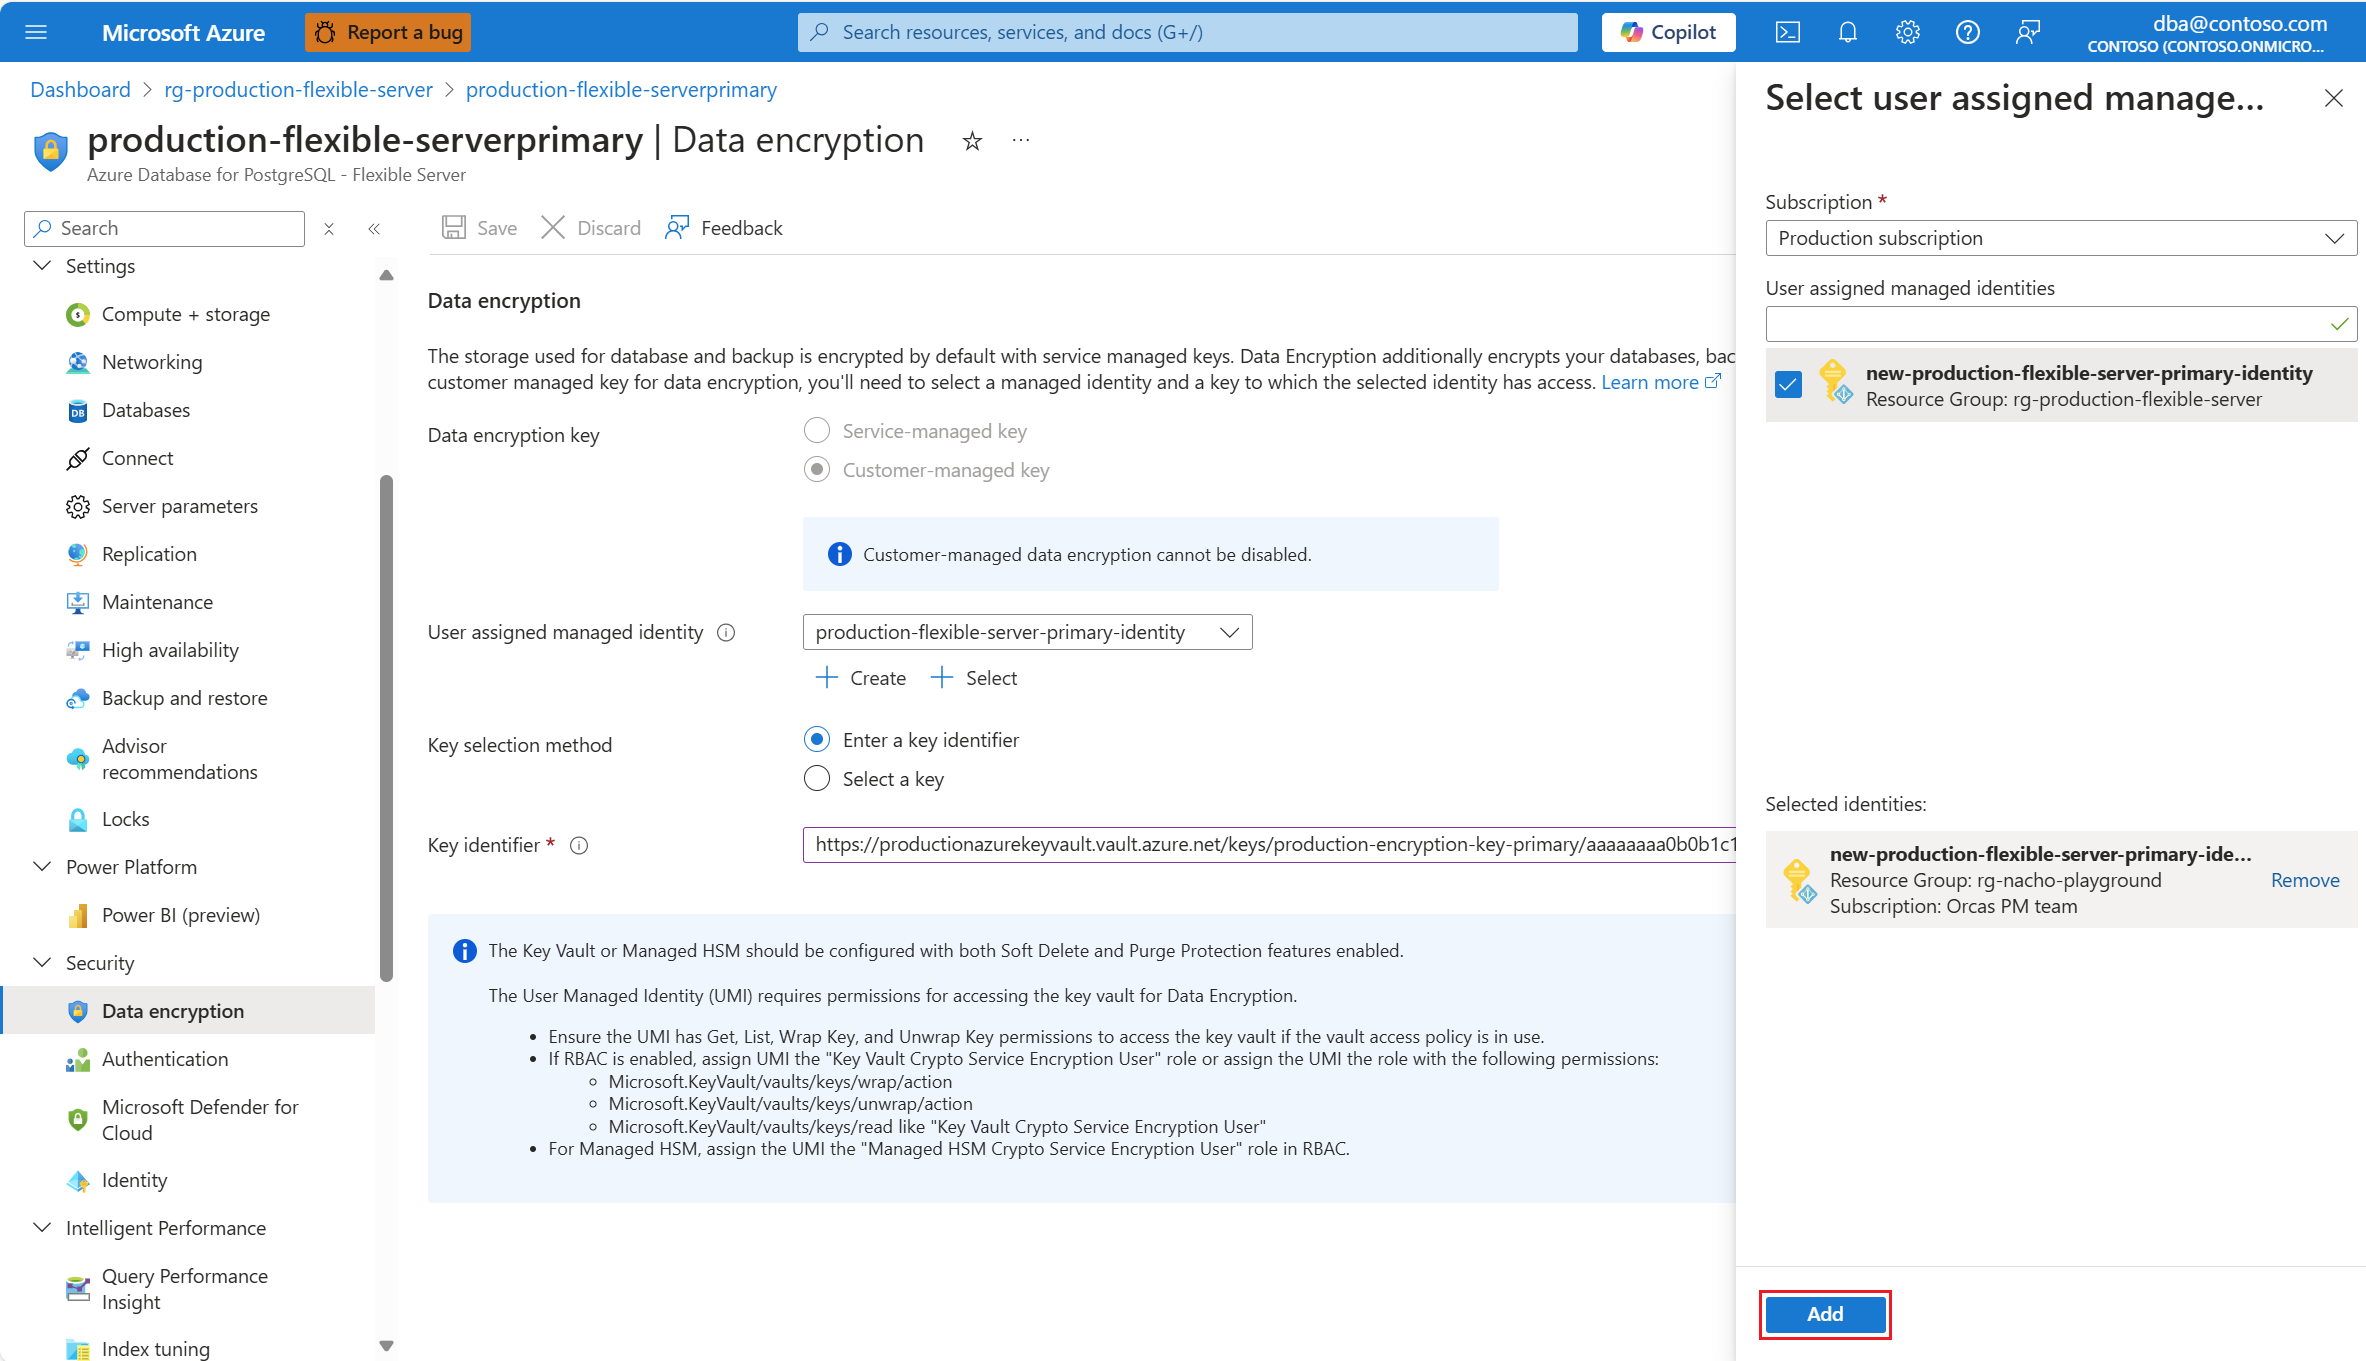 Microsoft Azure
Report a bug
Search resources, services, and docs (G+/)
Copilot
dba@contoso.com
CONTOSO (CONTOSO.ONMICRO...
Dashboard > rg-production-flexible-server > production-flexible-serverprimary
production-flexible-serverprimary | Data encryption
Azure Database for PostgreSQL - Flexible Server
Search
Settings
Compute + storage
Networking
Databases
Connect
Server parameters
Replication
Maintenance
High availability
Backup and restore
Advisor
recommendations
Locks
Power Platform
Power BI (preview)
Security
Data encryption
Authentication
Microsoft Defender for
Cloud
Identity
Intelligent Performance
Query Performance
Insight
Index tuning
Save
Discard
Feedback
Data encryption
The storage used for database and backup is encrypted by default with service managed keys. Data Encryption additionally encrypts your databases, bac
customer managed key for data encryption, you'll need to select a managed identity and a key to which the selected identity has access. Learn more
Data encryption key
Service-managed key
Customer-managed key
Customer-managed data encryption cannot be disabled.
User assigned managed identity
production-flexible-server-primary-identity
+ Create
+ Select
Key selection method
Enter a key identifier
Select a key
Key identifier *
https://productionazurekeyvault.vault.azure.net/keys/production-encryption-key-primary/aaaaaaaa0b0b1c1
The Key Vault or Managed HSM should be configured with both Soft Delete and Purge Protection features enabled.
The User Managed Identity (UMI) requires permissions for accessing the key vault for Data Encryption.
• Ensure the UMI has Get, List, Wrap Key, and Unwrap Key permissions to access the key vault if the vault access policy is in use.
• If RBAC is enabled, assign UMI the "Key Vault Crypto Service Encryption User" role or assign the UMI the role with the following permissions:
◦ Microsoft.KeyVault/vaults/keys/wrap/action
◦ Microsoft.KeyVault/vaults/keys/unwrap/action
◦ Microsoft.KeyVault/vaults/keys/read like "Key Vault Crypto Service Encryption User"
• For Managed HSM, assign the UMI the "Managed HSM Crypto Service Encryption User" role in RBAC.
Select user assigned manage...
Subscription *
Production subscription
User assigned managed identities
new-production-flexible-server-primary-identity
Resource Group: rg-production-flexible-server
Selected identities:
new-production-flexible-server-primary-ide...
Resource Group: rg-nacho-playground
Remove
Subscription: Orcas PM team
Add